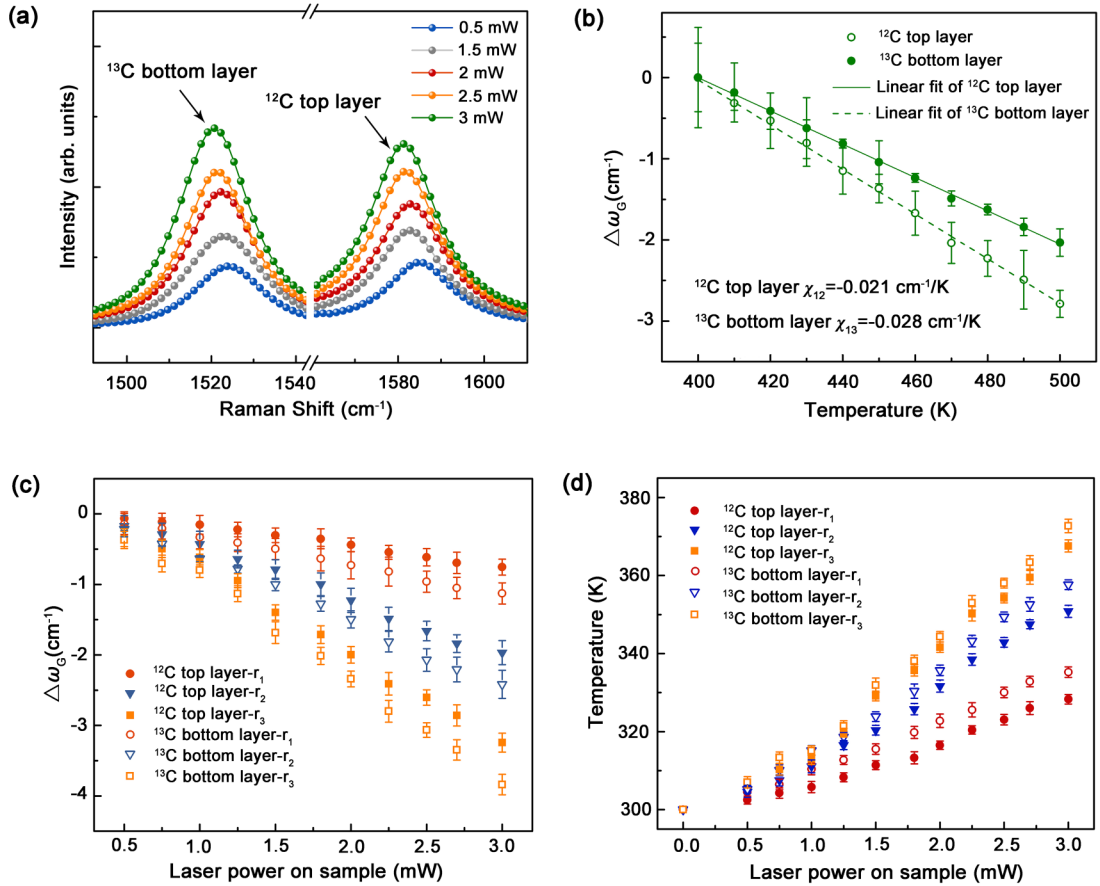 (a)
0.5 mW
1.5 mW
2 mW
2.5 mW
3 mW
¹³C bottom layer
¹²C top layer
Intensity (arb. units)
1500 1520 1540 1580 1600
Raman Shift (cm⁻¹)
(b)
¹²C top layer
¹³C bottom layer
Linear fit of ¹²C top layer
Linear fit of ¹³C bottom layer
0
-1
-2
-3
△ω_G(cm⁻¹)
¹²C top layer χ₁₂=-0.021 cm⁻¹/K
¹³C bottom layer χ₁₃=-0.028 cm⁻¹/K
400 420 440 460 480 500
Temperature (K)
(c)
0
-1
-2
-3
-4
△ω_G(cm⁻¹)
¹²C top layer-r₁
¹²C top layer-r₂
¹²C top layer-r₃
¹³C bottom layer-r₁
¹³C bottom layer-r₂
¹³C bottom layer-r₃
0.5 1.0 1.5 2.0 2.5 3.0
Laser power on sample (mW)
(d)
380
360
340
320
300
Temperature (K)
¹²C top layer-r₁
¹²C top layer-r₂
¹²C top layer-r₃
¹³C bottom layer-r₁
¹³C bottom layer-r₂
¹³C bottom layer-r₃
0.0 0.5 1.0 1.5 2.0 2.5 3.0
Laser power on sample (mW)